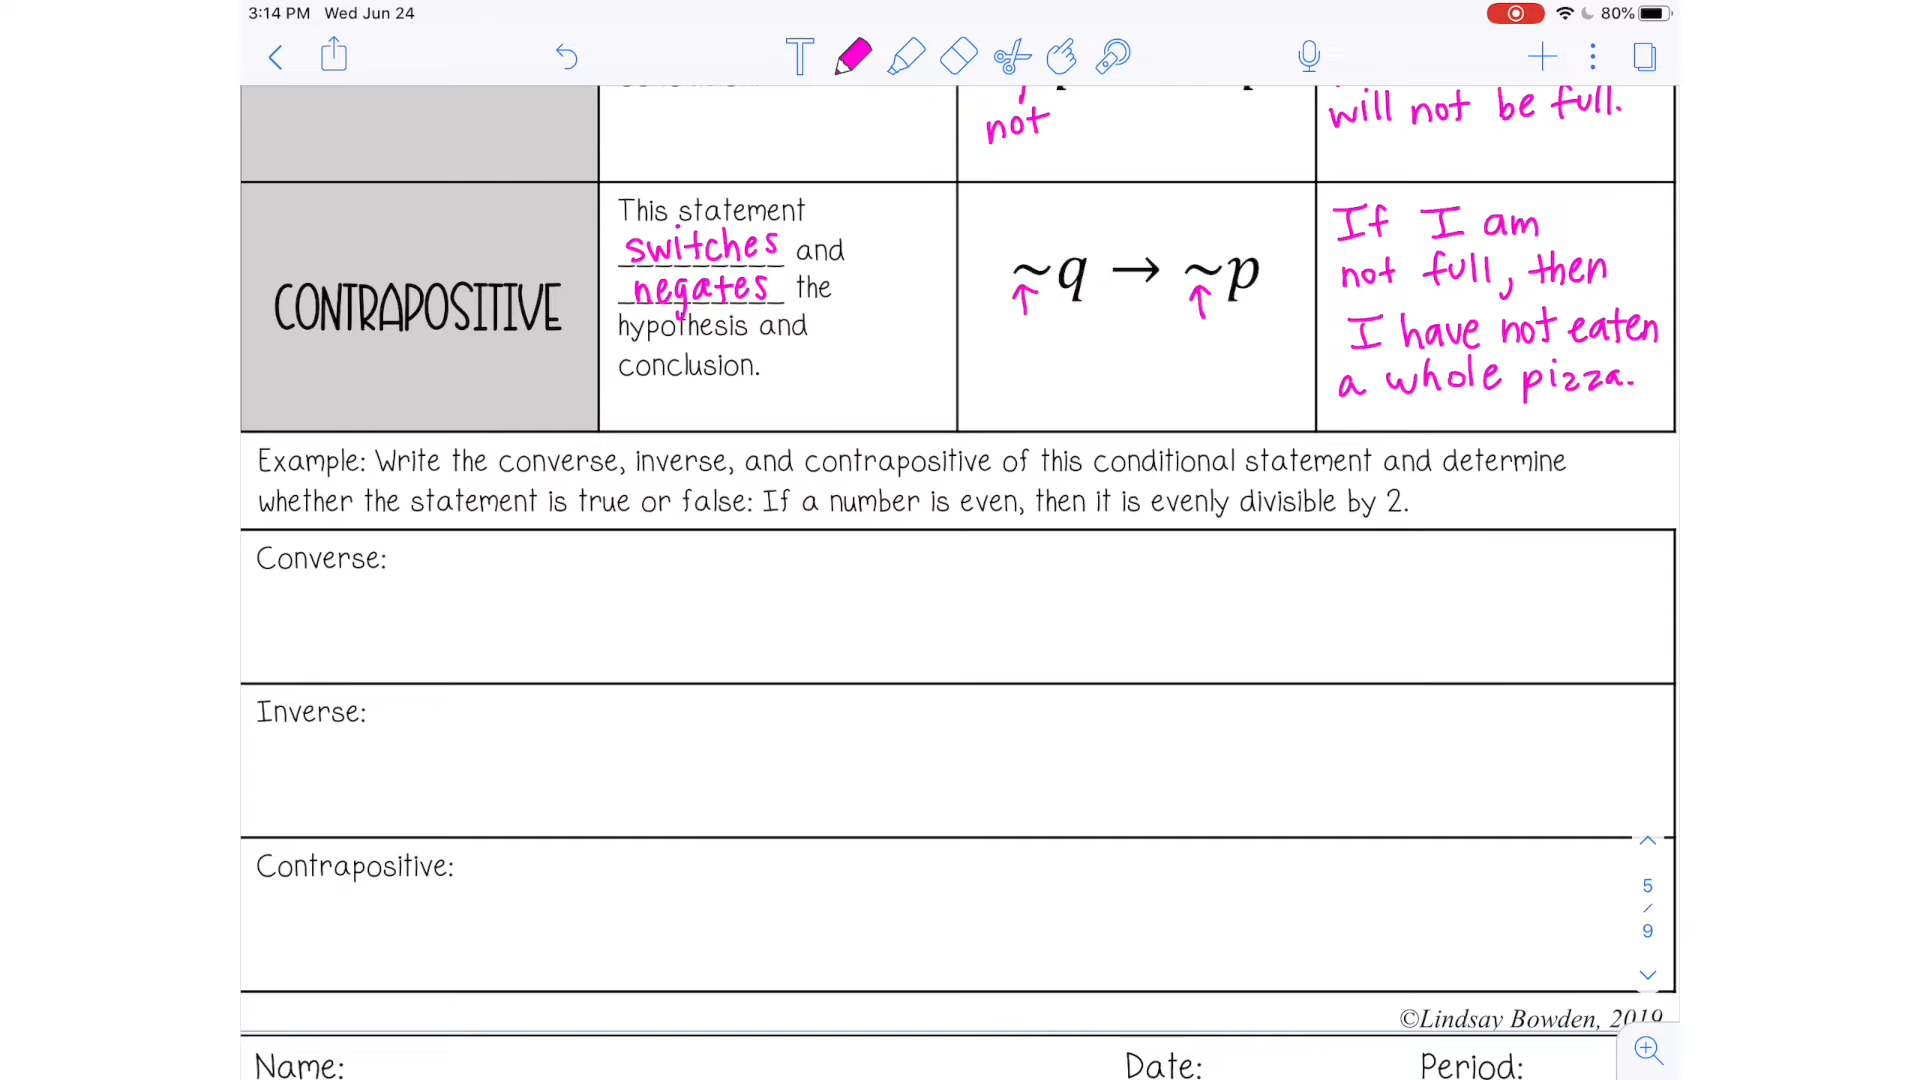 3:14 PM Wed Jun 24
80%
T
not
will not be full.
CONTRAPOSITIVE
This statement
switches and
negates the
hypothesis and
conclusion.
~q → ~p
If I am
not full, then
I have not eaten
a whole pizza.
Example: Write the converse, inverse, and contrapositive of this conditional statement and determine
whether the statement is true or false: If a number is even, then it is evenly divisible by 2.
Converse:
Inverse:
Contrapositive:
5
/
9
©Lindsay Bowden, 2019
Name: Date: Period: